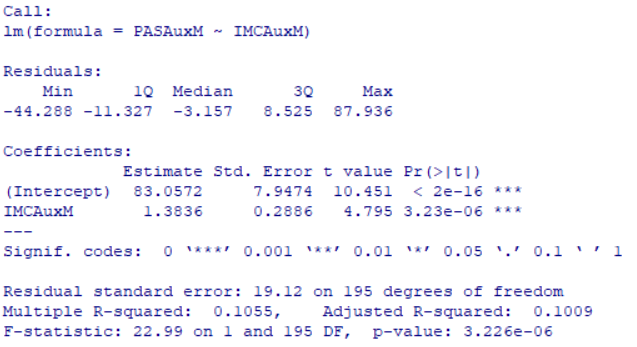 Call:
lm(formula = PASAuxM ~ IMCAuxM)
Residuals:
Min 1Q Median 3Q Max
-44.288 -11.327 -3.157 8.525 87.936
Coefficients:
Estimate Std. Error t value Pr(>|t|)
(Intercept) 83.0572 7.9474 10.451 < 2e-16 ***
IMCAuxM 1.3836 0.2886 4.795 3.23e-06 ***
---
Signif. codes: 0 ‘***’ 0.001 ‘**’ 0.01 ‘*’ 0.05 ‘.’ 0.1 ‘ ’ 1
Residual standard error: 19.12 on 195 degrees of freedom
Multiple R-squared: 0.1055, Adjusted R-squared: 0.1009
F-statistic: 22.99 on 1 and 195 DF, p-value: 3.226e-06